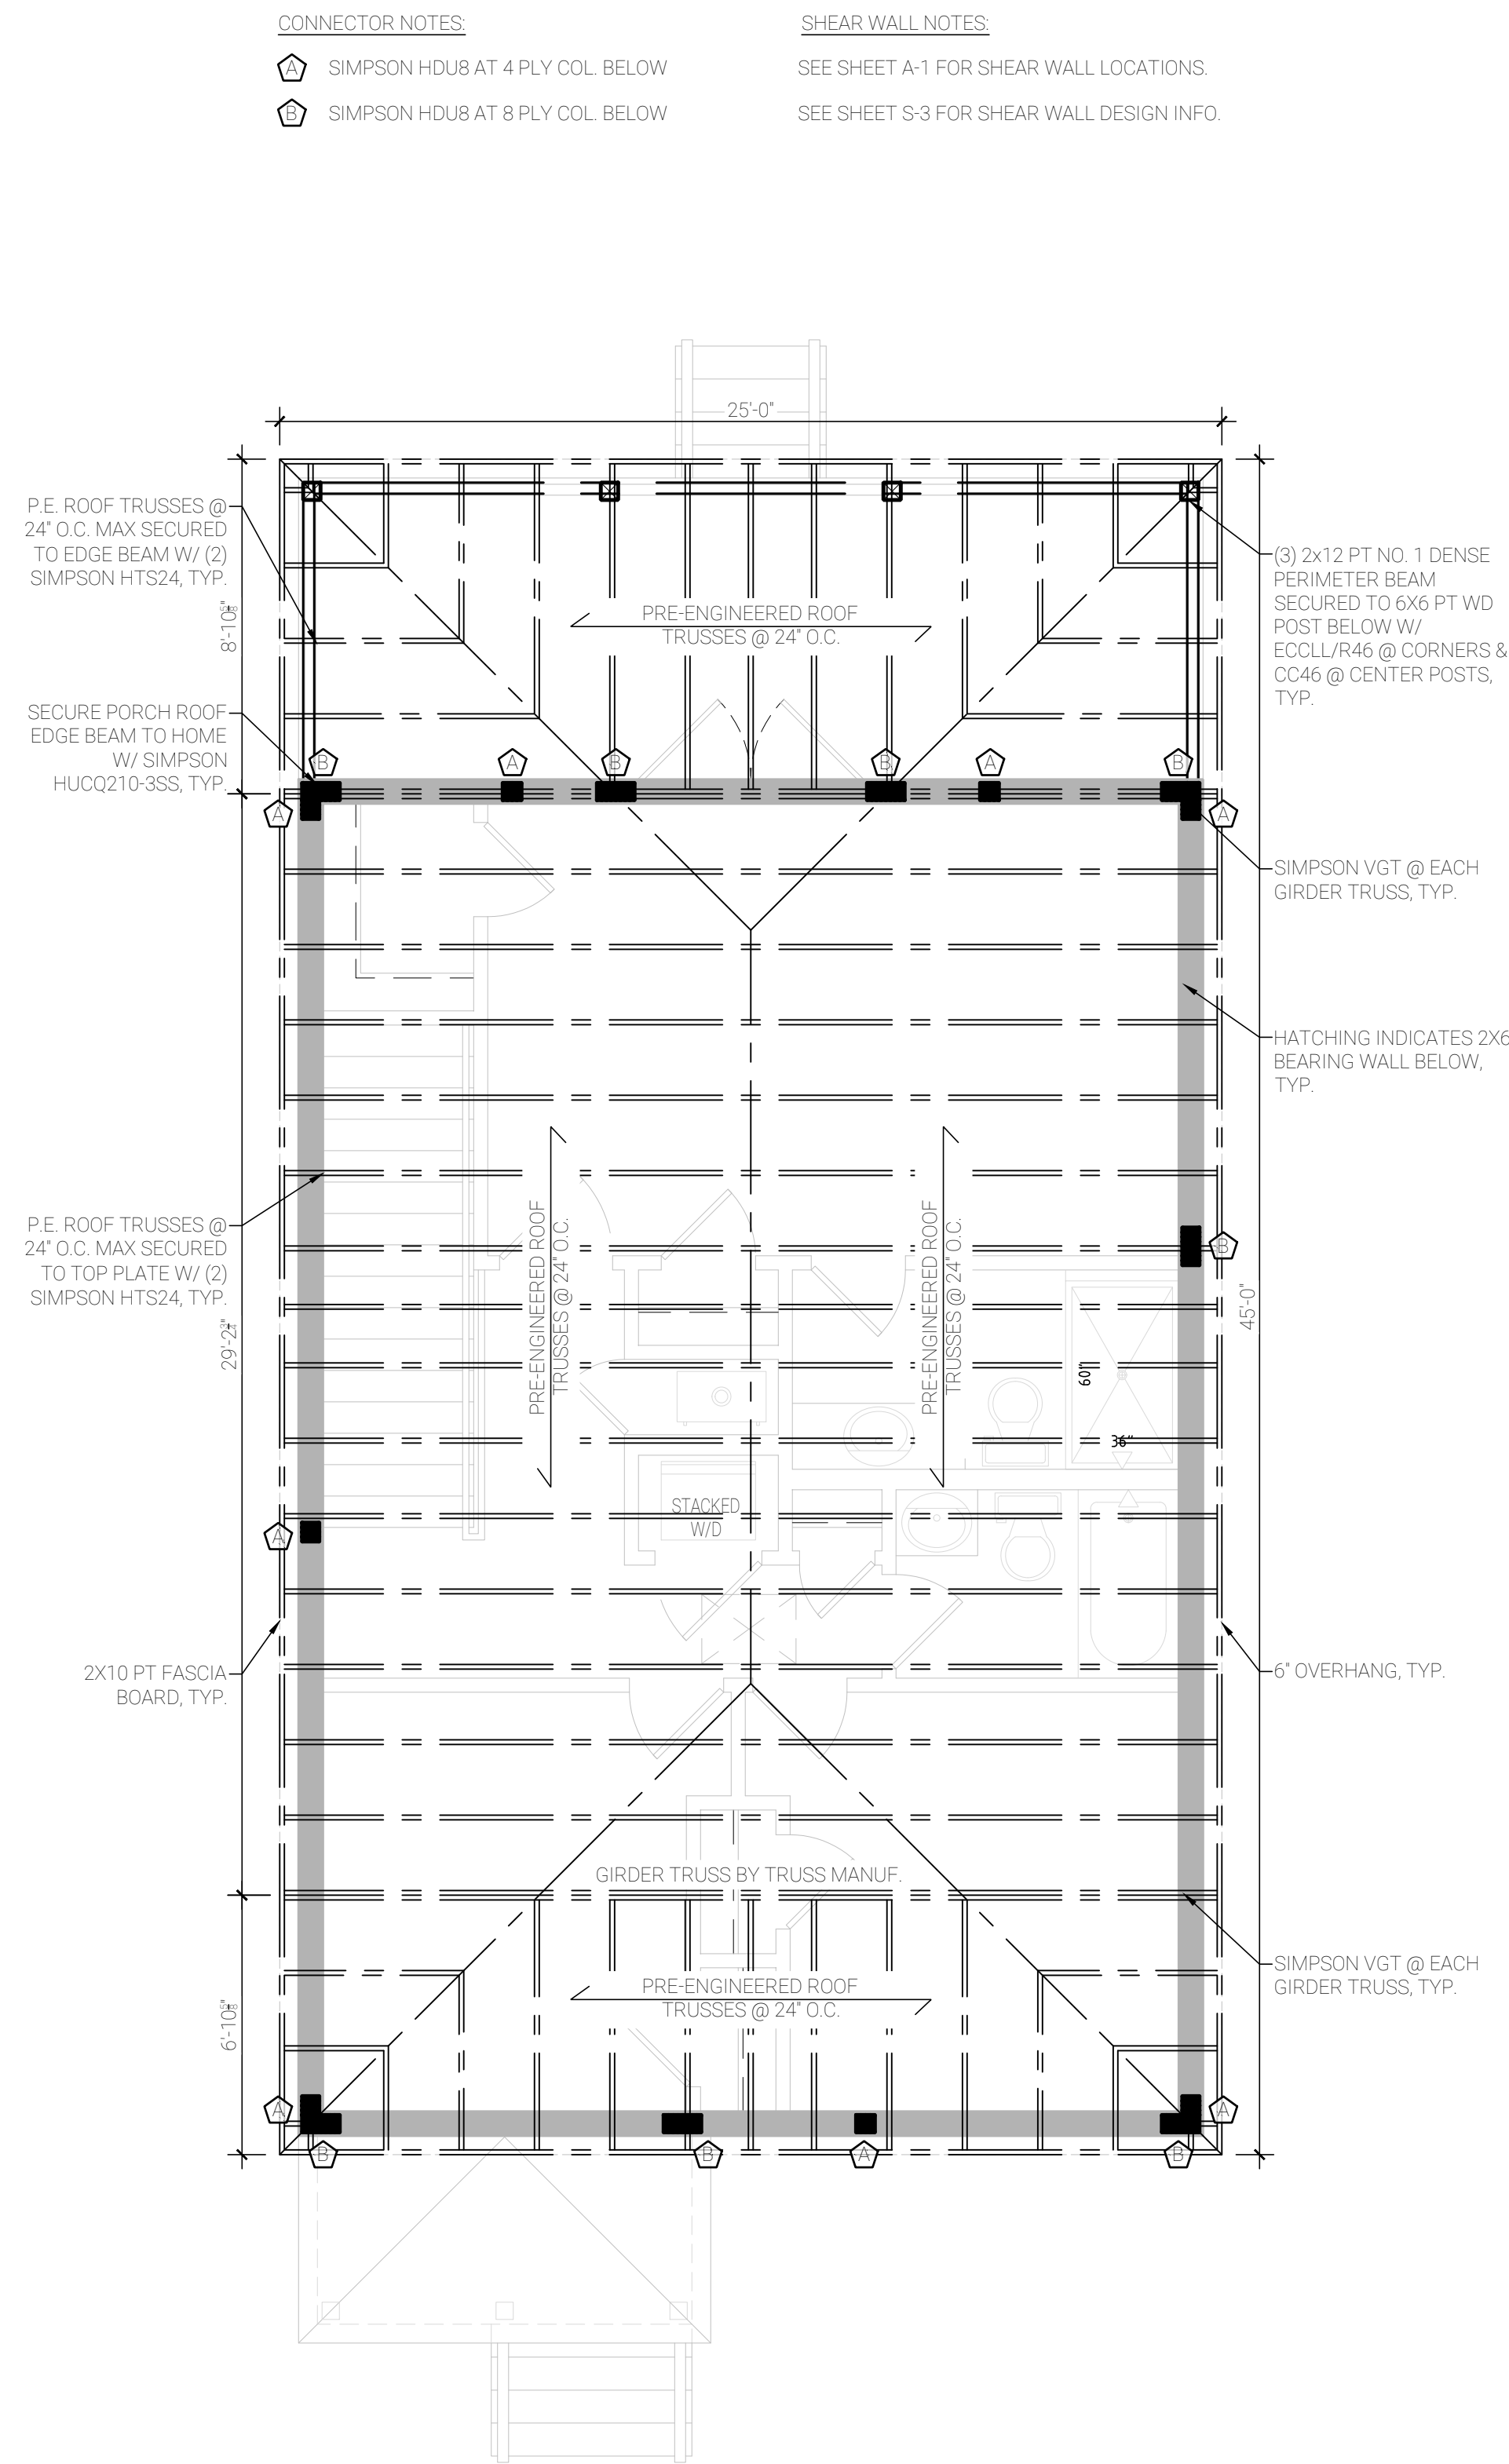 CONNECTOR NOTES:
A SIMPSON HDU8 AT 4 PLY COL. BELOW
B SIMPSON HDU8 AT 8 PLY COL. BELOW
SHEAR WALL NOTES:
SEE SHEET A-1 FOR SHEAR WALL LOCATIONS.
SEE SHEET S-3 FOR SHEAR WALL DESIGN INFO.
25'-0"
P.E. ROOF TRUSSES @
24" O.C. MAX SECURED
TO EDGE BEAM W/ (2)
SIMPSON HTS24, TYP.
8'-10 5/8"
(3) 2x12 PT NO. 1 DENSE
PERIMETER BEAM
SECURED TO 6X6 PT WD
POST BELOW W/
ECCLL/R46 @ CORNERS &
CC46 @ CENTER POSTS,
TYP.
PRE-ENGINEERED ROOF
TRUSSES @ 24" O.C.
SECURE PORCH ROOF
EDGE BEAM TO HOME
W/ SIMPSON
HUCQ210-3SS, TYP.
B
A
B
B
A
B
A
A
SIMPSON VGT @ EACH
GIRDER TRUSS, TYP.
HATCHING INDICATES 2X6
BEARING WALL BELOW,
TYP.
P.E. ROOF TRUSSES @
24" O.C. MAX SECURED
TO TOP PLATE W/ (2)
SIMPSON HTS24, TYP.
PRE-ENGINEERED ROOF
TRUSSES @ 24" O.C.
PRE-ENGINEERED ROOF
TRUSSES @ 24" O.C.
B
45'-0"
29'-2 3/4"
60"
36"
STACKED
W/D
A
2X10 PT FASCIA
BOARD, TYP.
6" OVERHANG, TYP.
GIRDER TRUSS BY TRUSS MANUF.
SIMPSON VGT @ EACH
GIRDER TRUSS, TYP.
PRE-ENGINEERED ROOF
TRUSSES @ 24" O.C.
6'-10 5/8"
A
A
B
B
A
B